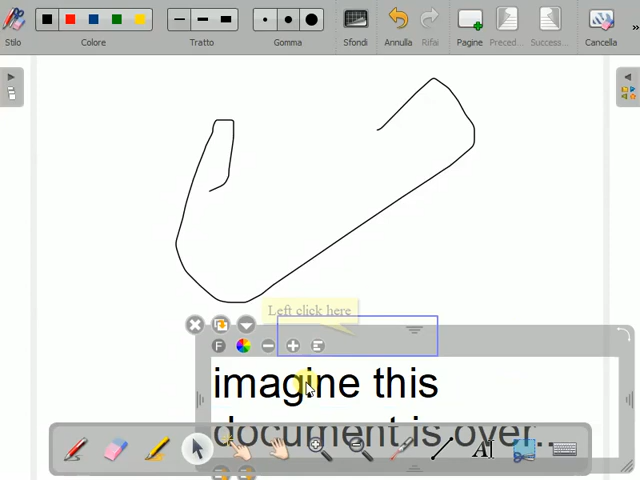 Stilo
Colore
Tratto
Gomma
Sfondi
Annulla
Rifai
Pagine
Preced...
Success...
Cancella
»
Left click here
F
imagine this
document is over...
A